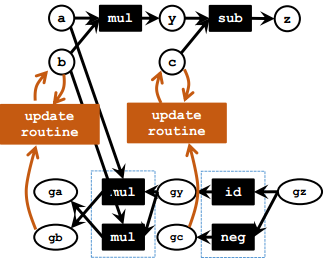 a mul y sub z
b c
update
routine
update
routine
ga mul gy id gz
gb mul gc neg